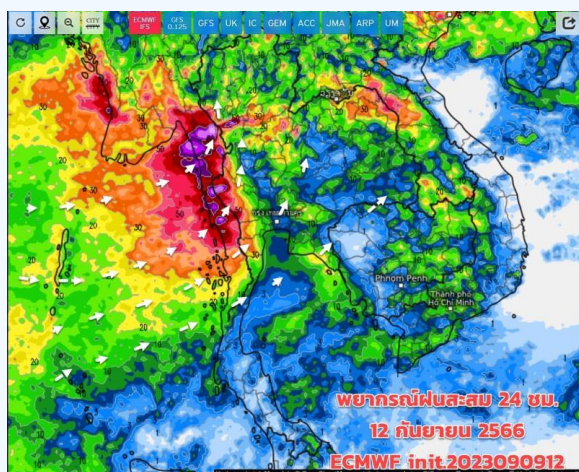 CITY
CITY
ECMWF
IFS
GFS
0.125
GFS
UK
IC
GEM
ACC
JMA
ARP
UM
Phnom Penh
Thành phố
Hồ Chí Minh
พยากรณ์ฝนสะสม 24 ชม.
12 กันยายน 2566
ECMWF init.2023090912